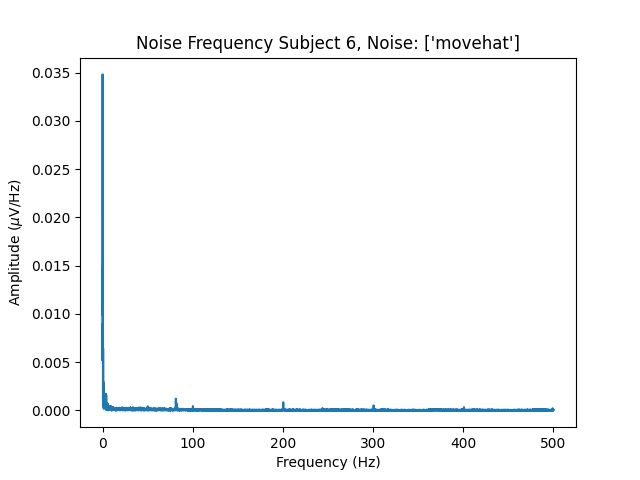 Noise Frequency Subject 6, Noise: ['movehat']
Amplitude (µV/Hz)
0.035
0.030
0.025
0.020
0.015
0.010
0.005
0.000
0 100 200 300 400 500
Frequency (Hz)